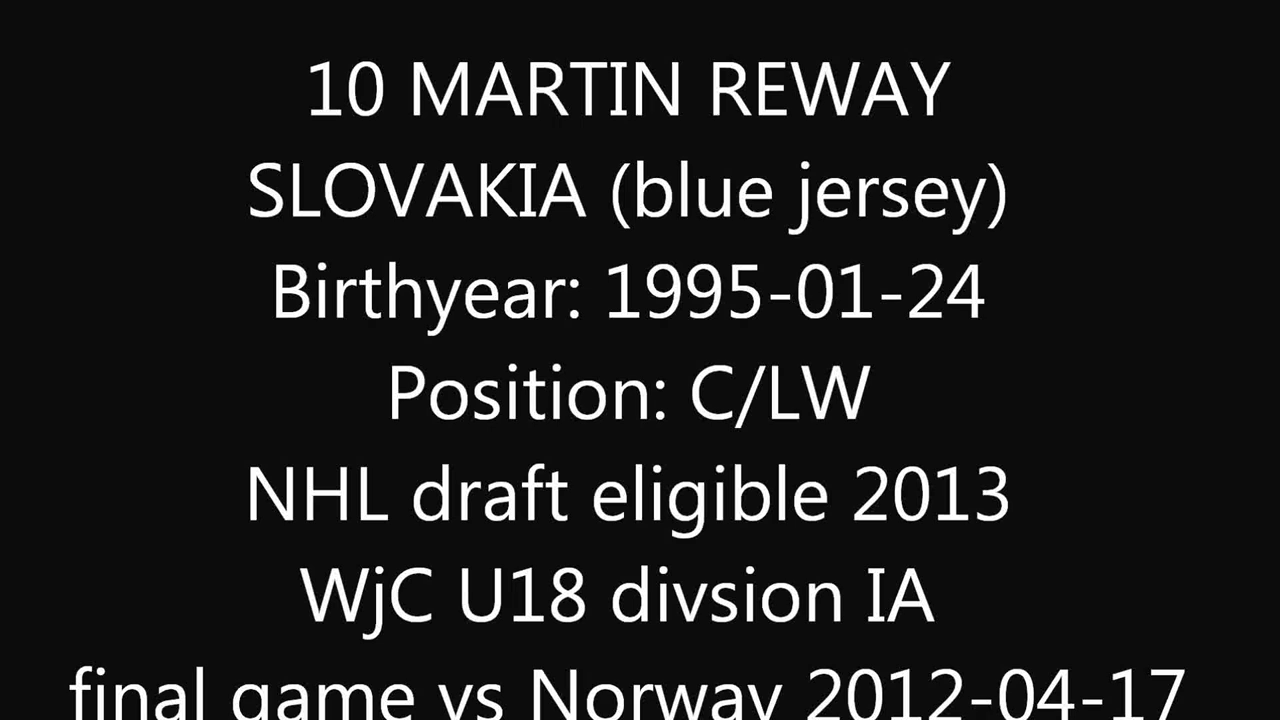 10 MARTIN REWAY
SLOVAKIA (blue jersey)
Birthyear: 1995-01-24
Position: C/LW
NHL draft eligible 2013
WjC U18 divsion IA
final game vs Norway 2012-04-17